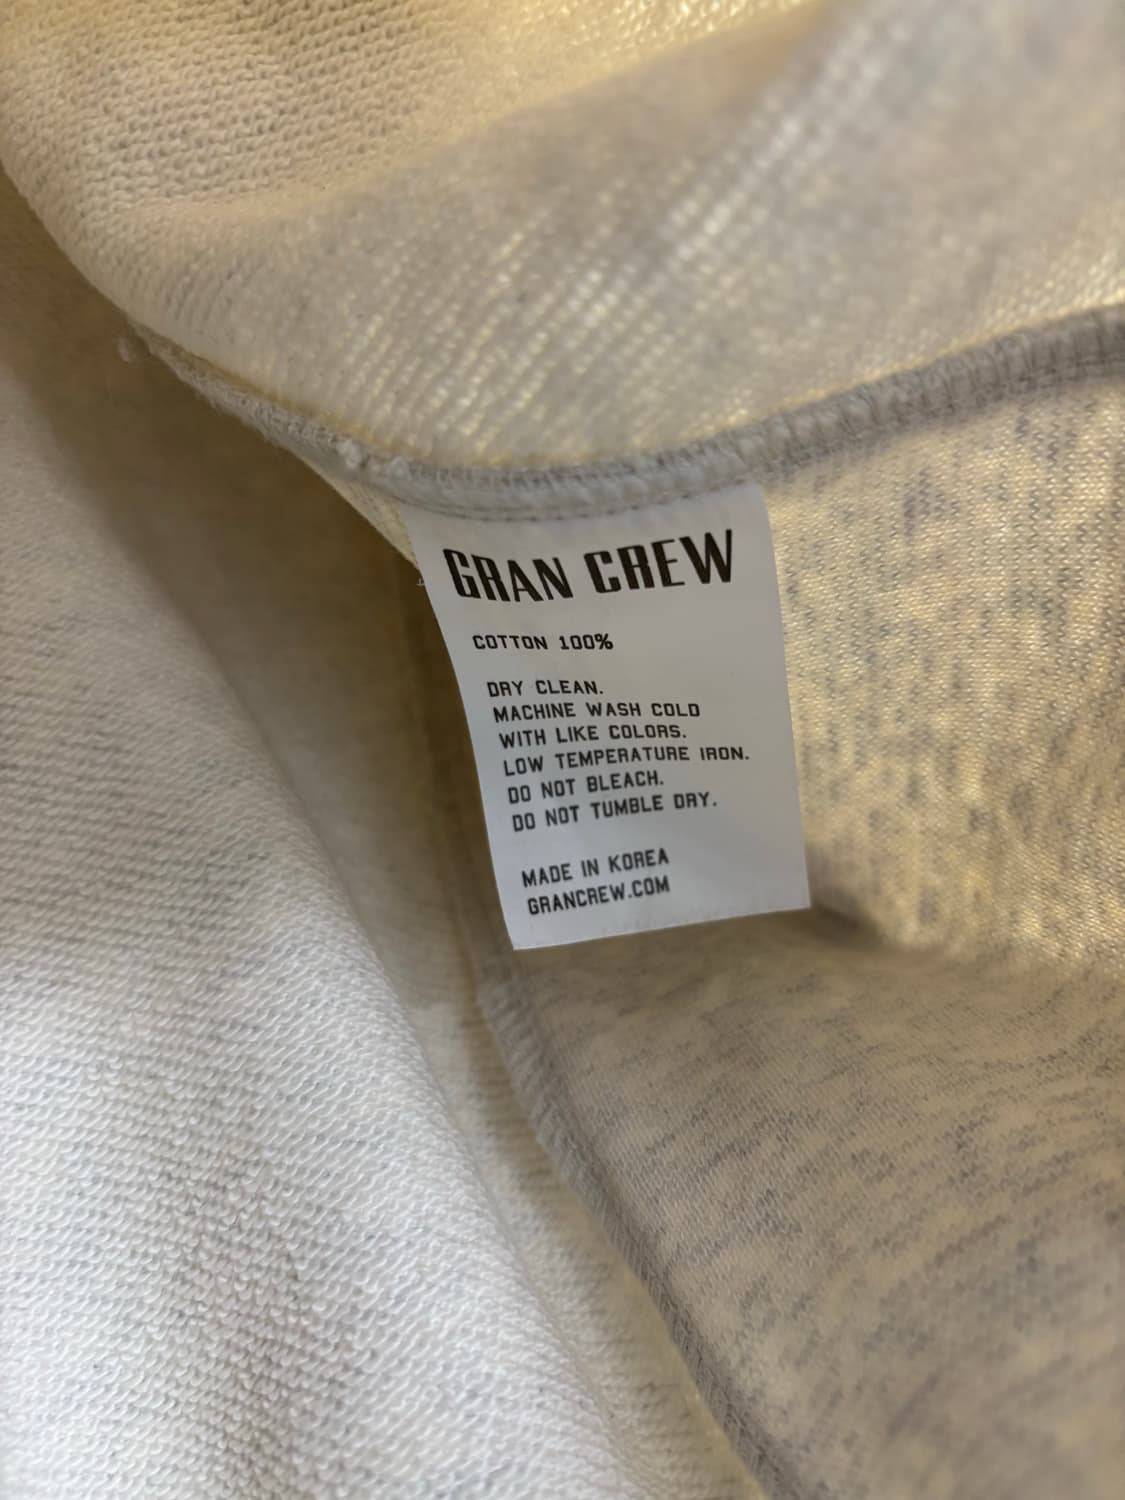 GRAN CREW
COTTON 100%
DRY CLEAN.
MACHINE WASH COLD
WITH LIKE COLORS.
LOW TEMPERATURE IRON.
DO NOT BLEACH.
DO NOT TUMBLE DRY.
MADE IN KOREA
GRANCREW.COM